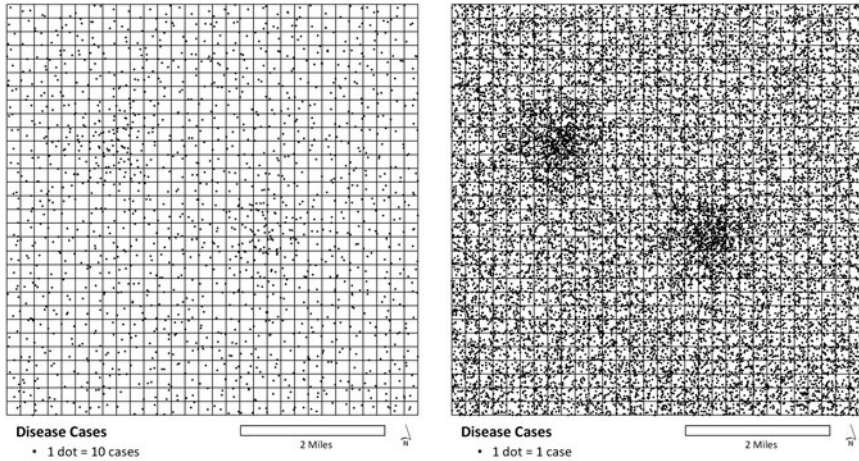 Disease Cases
• 1 dot = 10 cases
2 Miles
N
Disease Cases
• 1 dot = 1 case
2 Miles
N